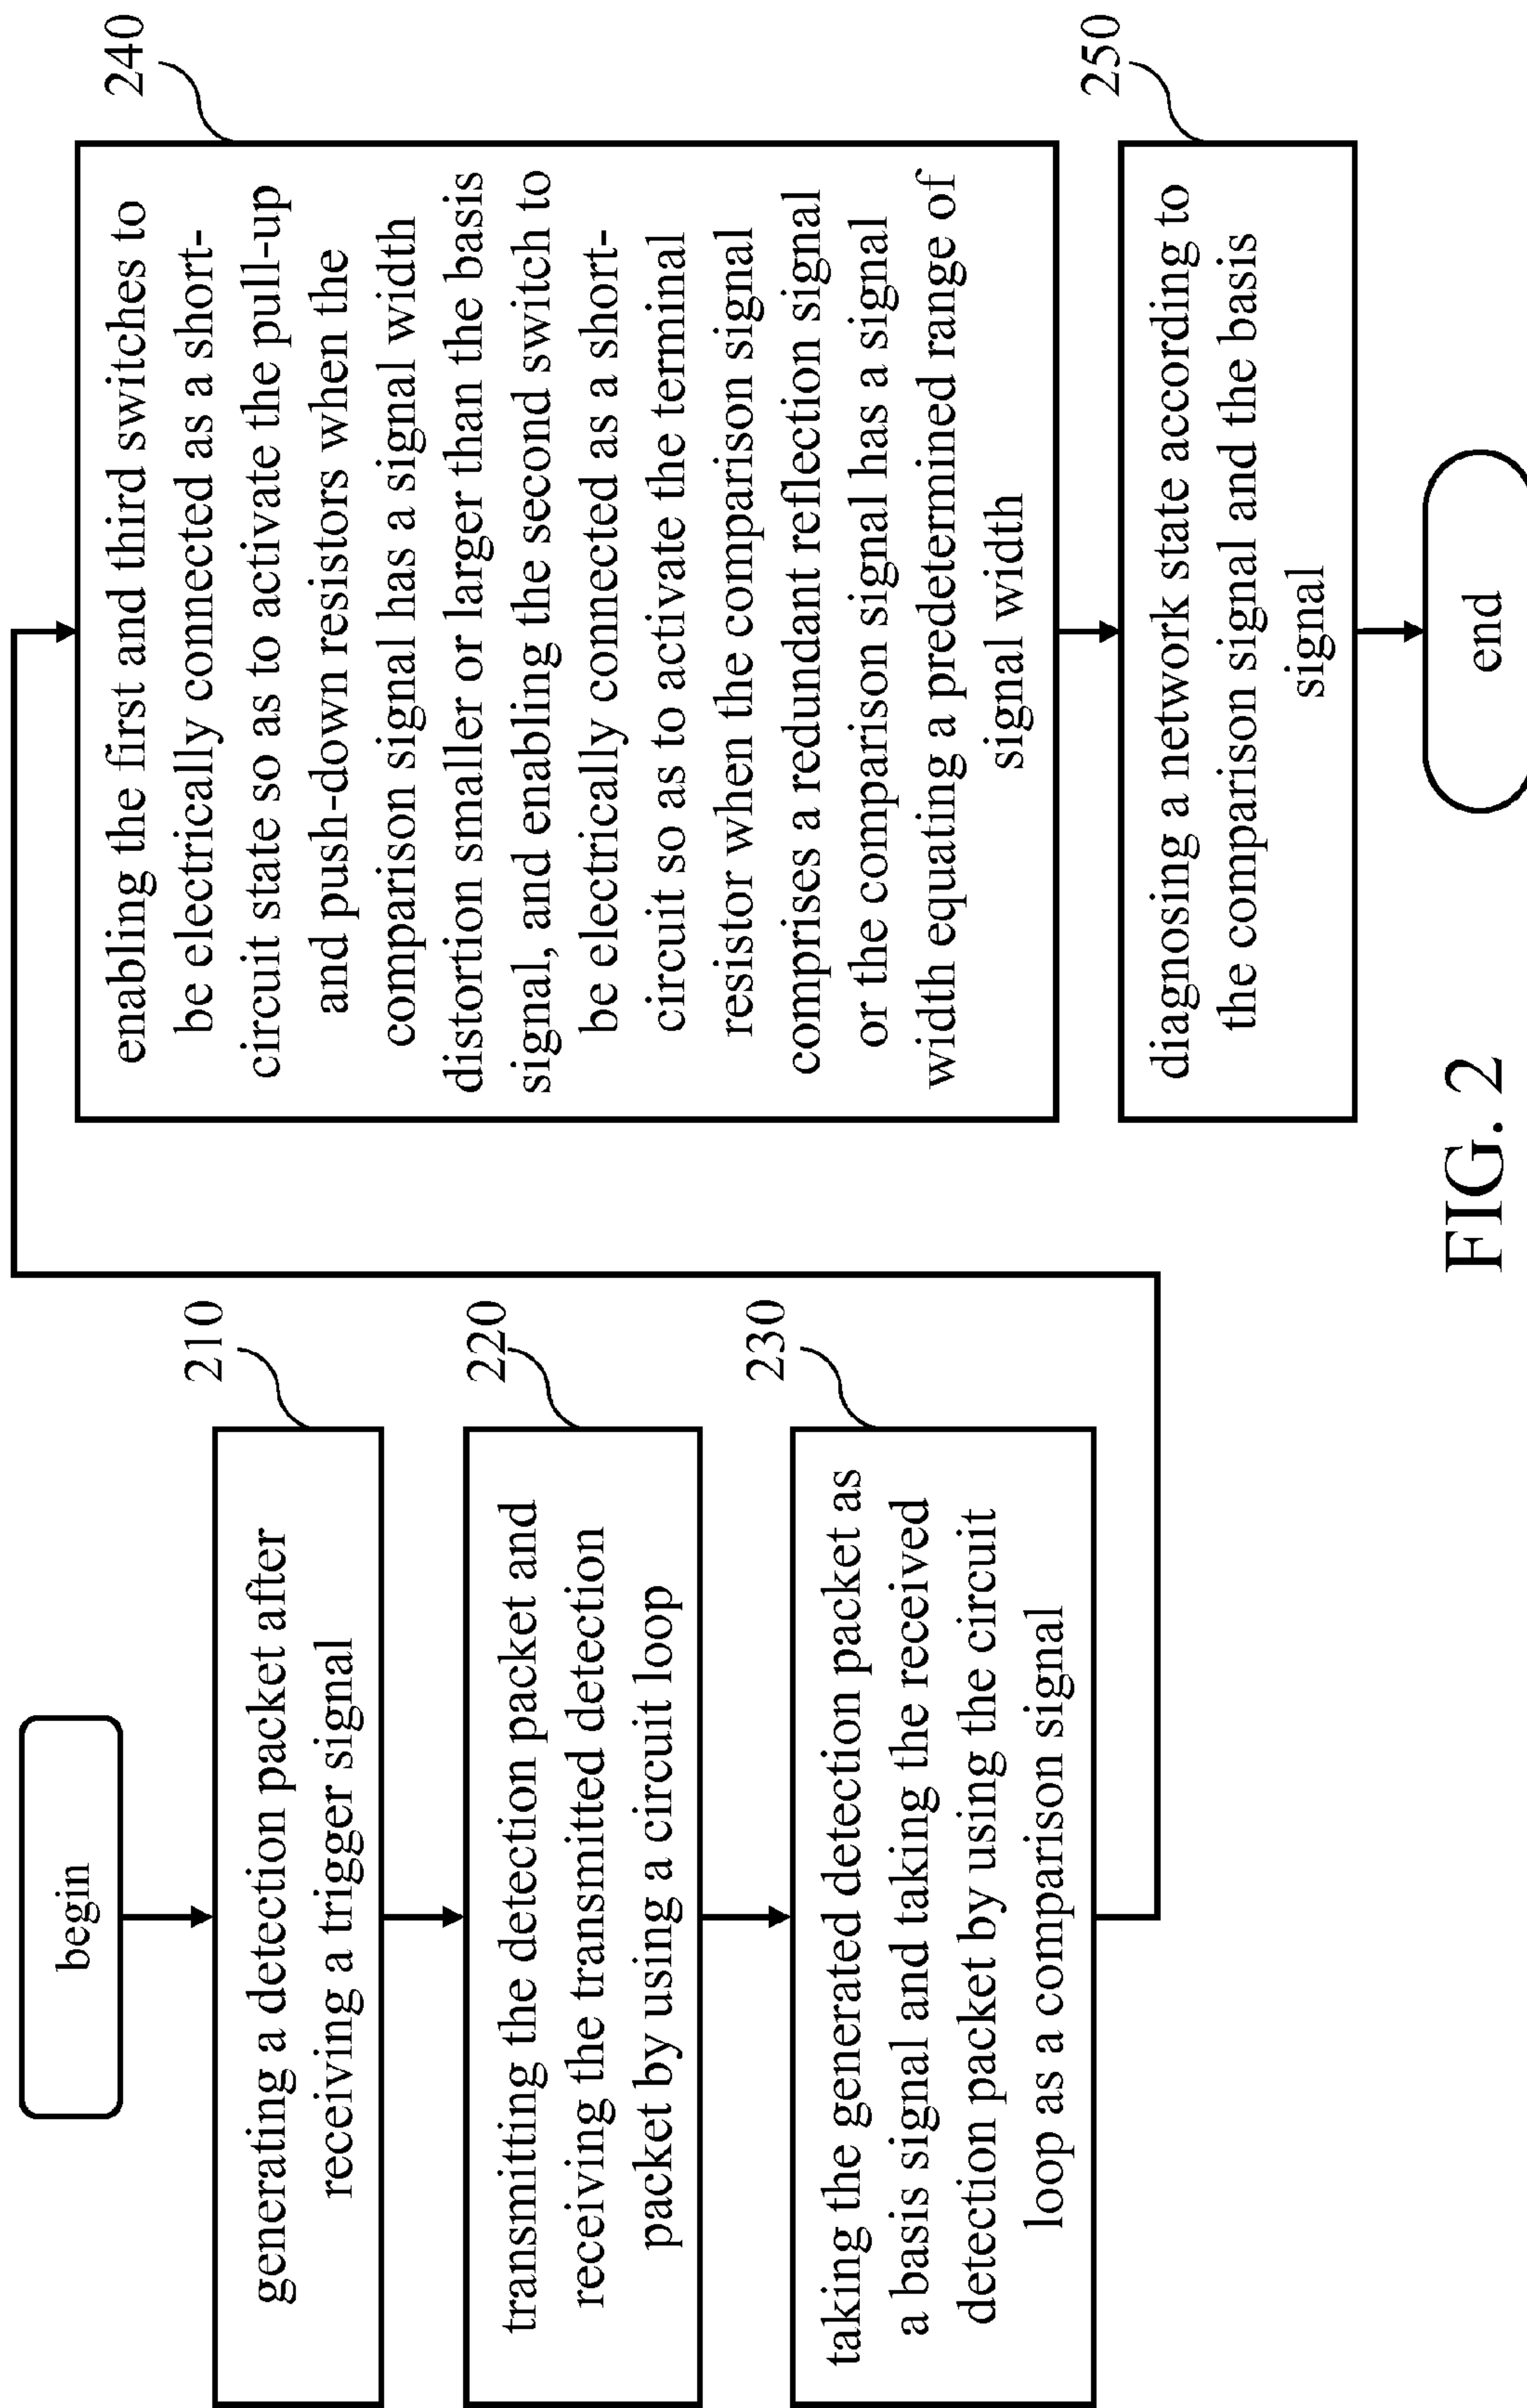 begin
210
generating a detection packet after
receiving a trigger signal
220
transmitting the detection packet and
receiving the transmitted detection
packet by using a circuit loop
230
taking the generated detection packet as
a basis signal and taking the received
detection packet by using the circuit
loop as a comparison signal
240
enabling the first and third switches to
be electrically connected as a short-
circuit state so as to activate the pull-up
and push-down resistors when the
comparison signal has a signal width
distortion smaller or larger than the basis
signal, and enabling the second switch to
be electrically connected as a short-
circuit so as to activate the terminal
resistor when the comparison signal
comprises a redundant reflection signal
or the comparison signal has a signal
width equating a predetermined range of
signal width
250
diagnosing a network state according to
the comparison signal and the basis
signal
end
FIG. 2